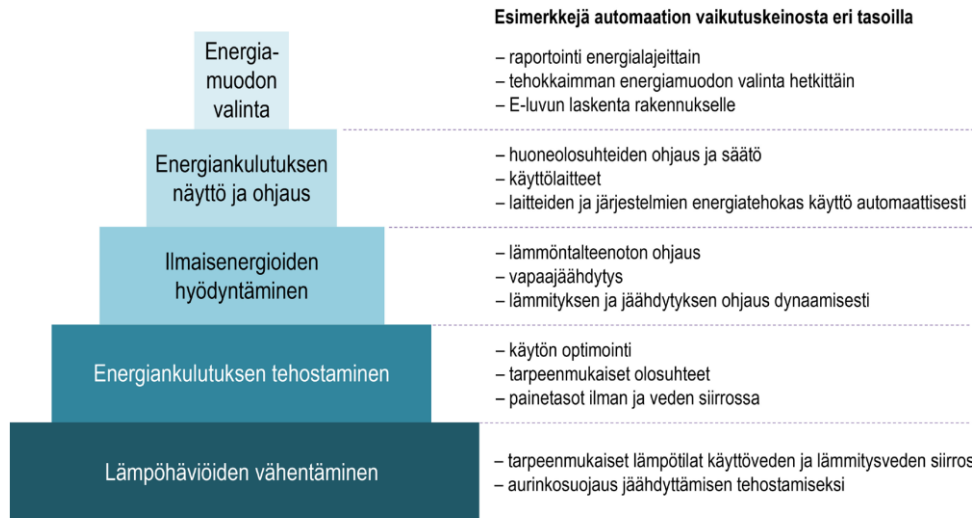 Esimerkkejä automaation vaikutuskeinosta eri tasoilla
Energia-
muodon
valinta
– raportointi energialajeittain
– tehokkaimman energiamuodon valinta hetkittäin
– E-luvun laskenta rakennukselle
Energiankulutuksen
näyttö ja ohjaus
– huoneolosuhteiden ohjaus ja säätö
– käyttölaitteet
– laitteiden ja järjestelmien energiatehokas käyttö automaattisesti
Ilmaisenergioiden
hyödyntäminen
– lämmöntalteenoton ohjaus
– vapaajäähdytys
– lämmityksen ja jäähdytyksen ohjaus dynaamisesti
Energiankulutuksen tehostaminen
– käytön optimointi
– tarpeenmukaiset olosuhteet
– painetasot ilman ja veden siirrossa
Lämpöhäviöiden vähentäminen
– tarpeenmukaiset lämpötilat käyttöveden ja lämmitysveden siirros
– aurinkosuojaus jäähdyttämisen tehostamiseksi